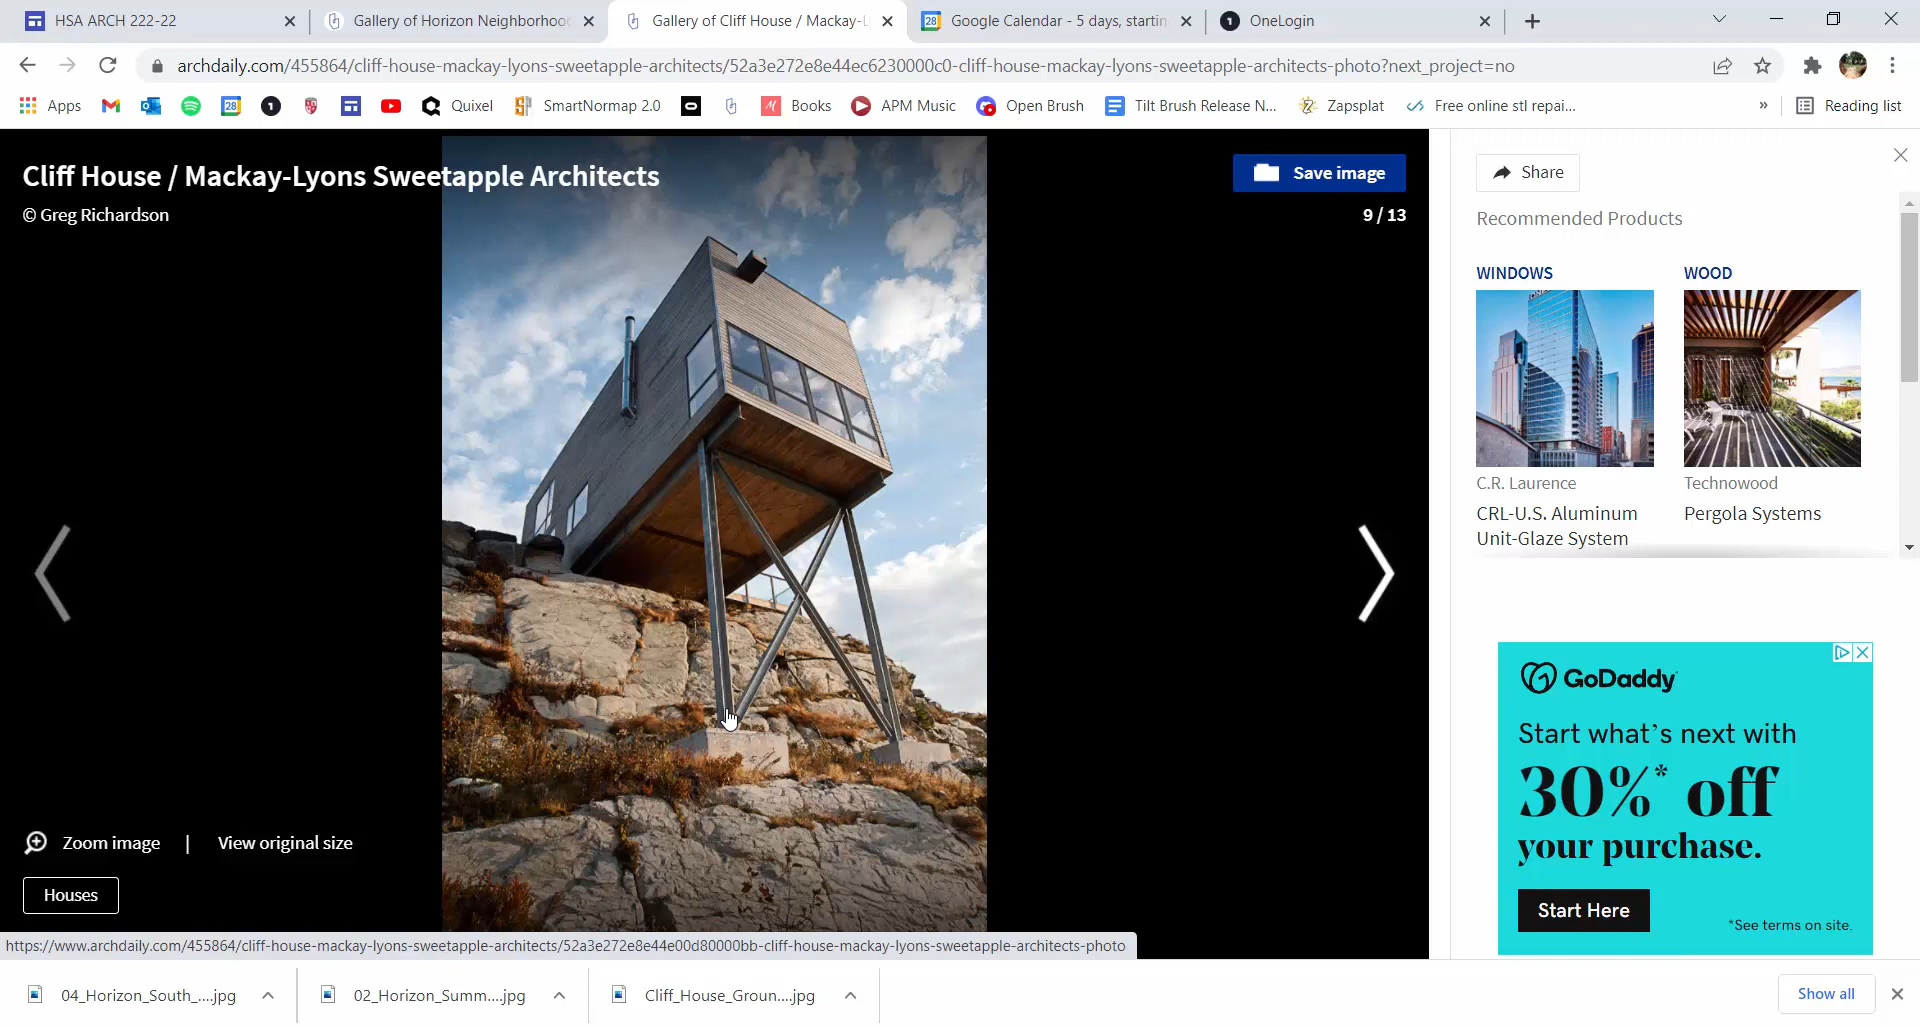 HSA ARCH 222-22
Gallery of Horizon Neighborhood
Gallery of Cliff House / Mackay-L
28 Google Calendar - 5 days, startin
1 OneLogin
archdaily.com/455864/cliff-house-mackay-lyons-sweetapple-architects/52a3e272e8e44ec6230000c0-cliff-house-mackay-lyons-sweetapple-architects-photo?next_project=no
Apps 28 1 Quixel SmartNormap 2.0 Books APM Music Open Brush Tilt Brush Release N... Zapsplat Free online stl repai... » Reading list
Cliff House / Mackay-Lyons Sweetapple Architects
© Greg Richardson
Save image
9 / 13
Share
Recommended Products
WINDOWS
WOOD
C.R. Laurence
CRL-U.S. Aluminum
Unit-Glaze System
Technowood
Pergola Systems
GoDaddy
Start what's next with
30%* off
your purchase.
Start Here
*See terms on site.
Zoom image | View original size
Houses
https://www.archdaily.com/455864/cliff-house-mackay-lyons-sweetapple-architects/52a3e272e8e44e00d80000bb-cliff-house-mackay-lyons-sweetapple-architects-photo
04_Horizon_South_....jpg
02_Horizon_Summ....jpg
Cliff_House_Groun....jpg
Show all